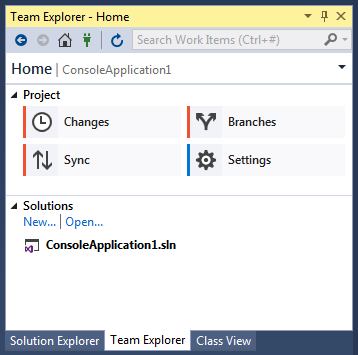 Team Explorer - Home
Search Work Items (Ctrl+#)
Home | ConsoleApplication1
Project
Changes
Branches
Sync
Settings
Solutions
New... | Open...
ConsoleApplication1.sln
Solution Explorer Team Explorer Class View